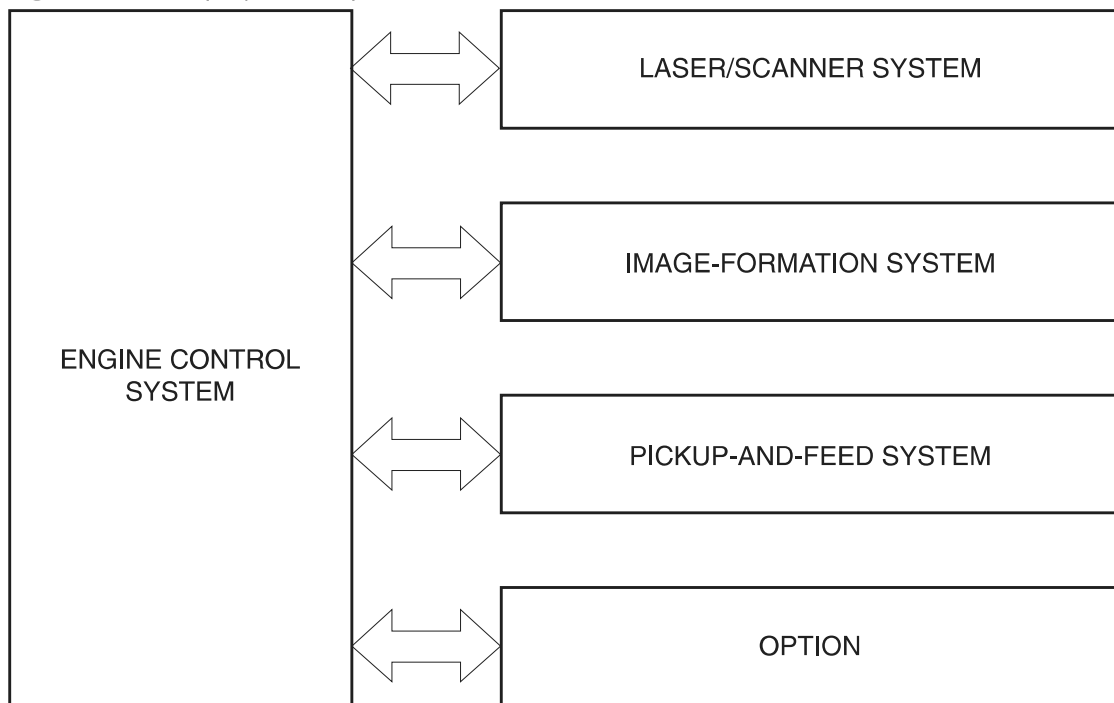 LASER/SCANNER SYSTEM
IMAGE-FORMATION SYSTEM
ENGINE CONTROL
SYSTEM
PICKUP-AND-FEED SYSTEM
OPTION